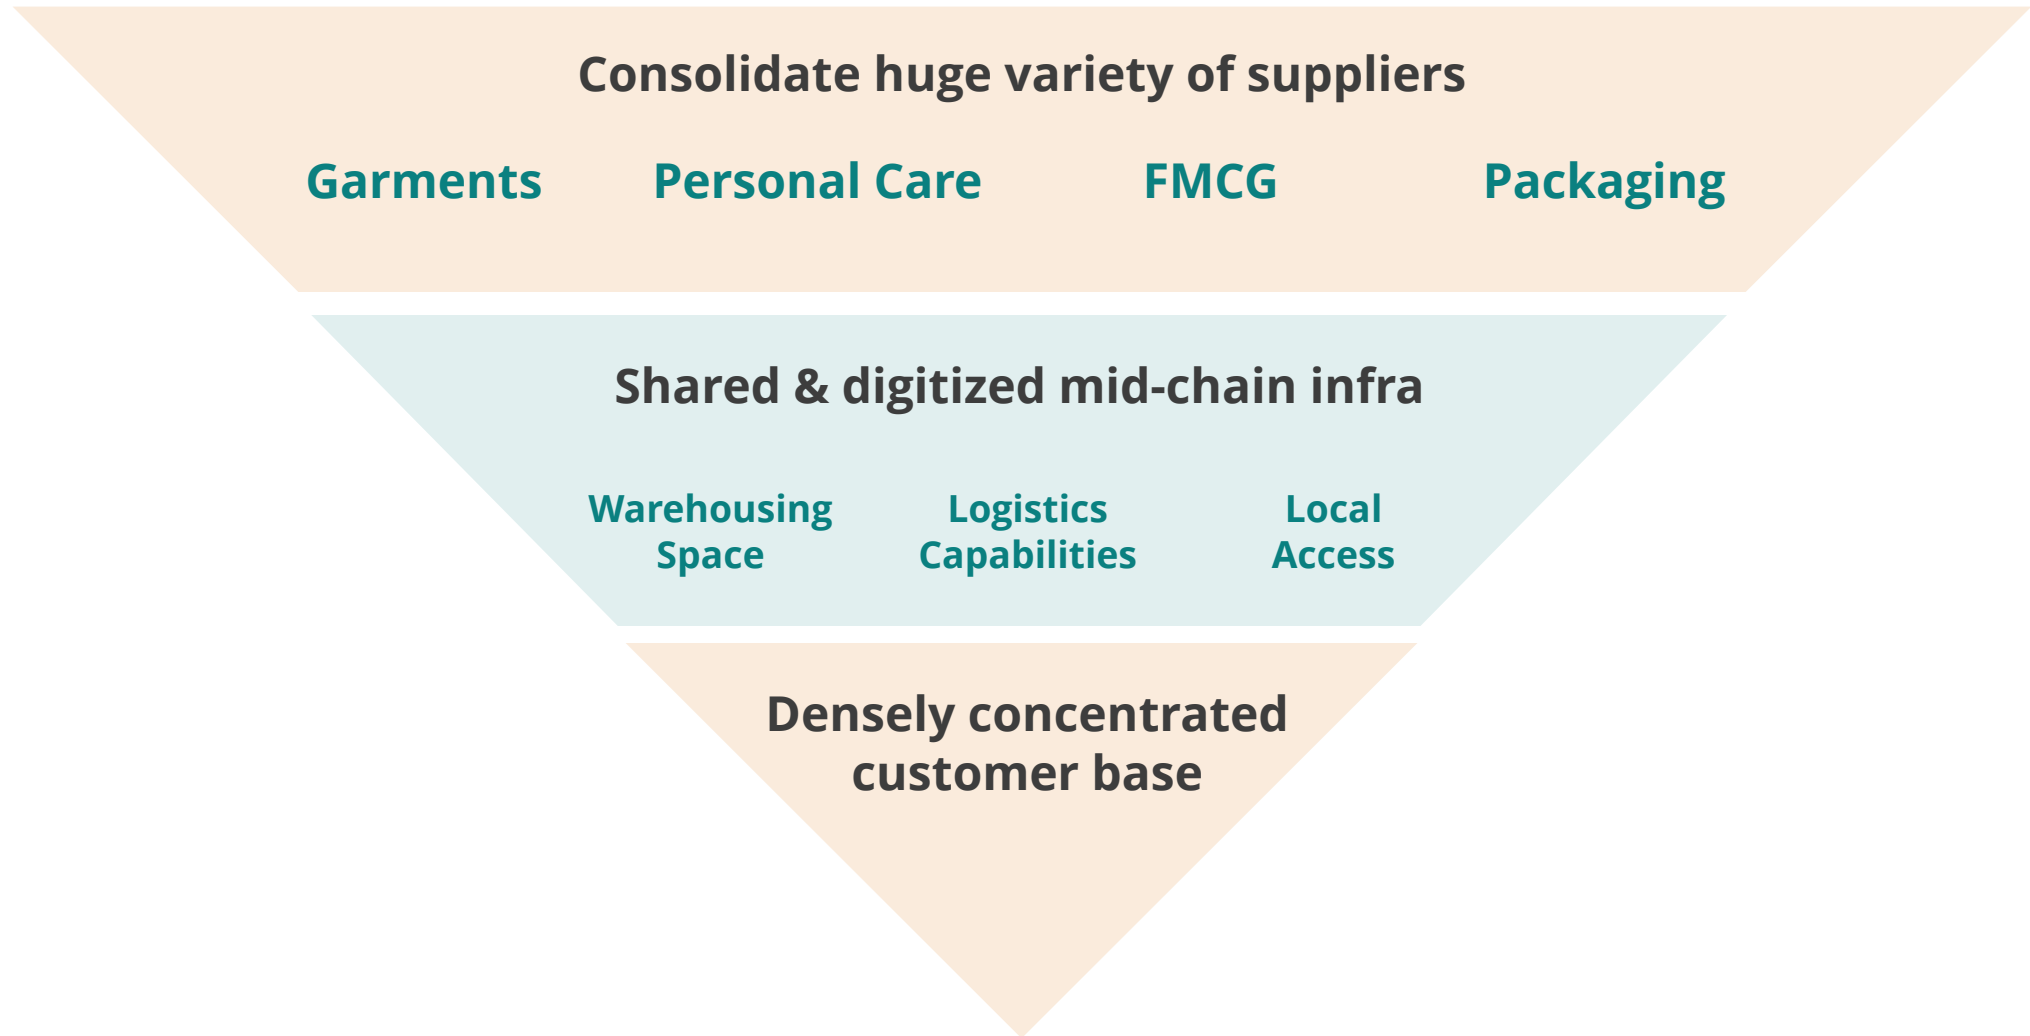 Consolidate huge variety of suppliers
Garments Personal Care FMCG Packaging
Shared & digitized mid-chain infra
Warehousing Logistics Local
Space Capabilities Access
Densely concentrated
customer base